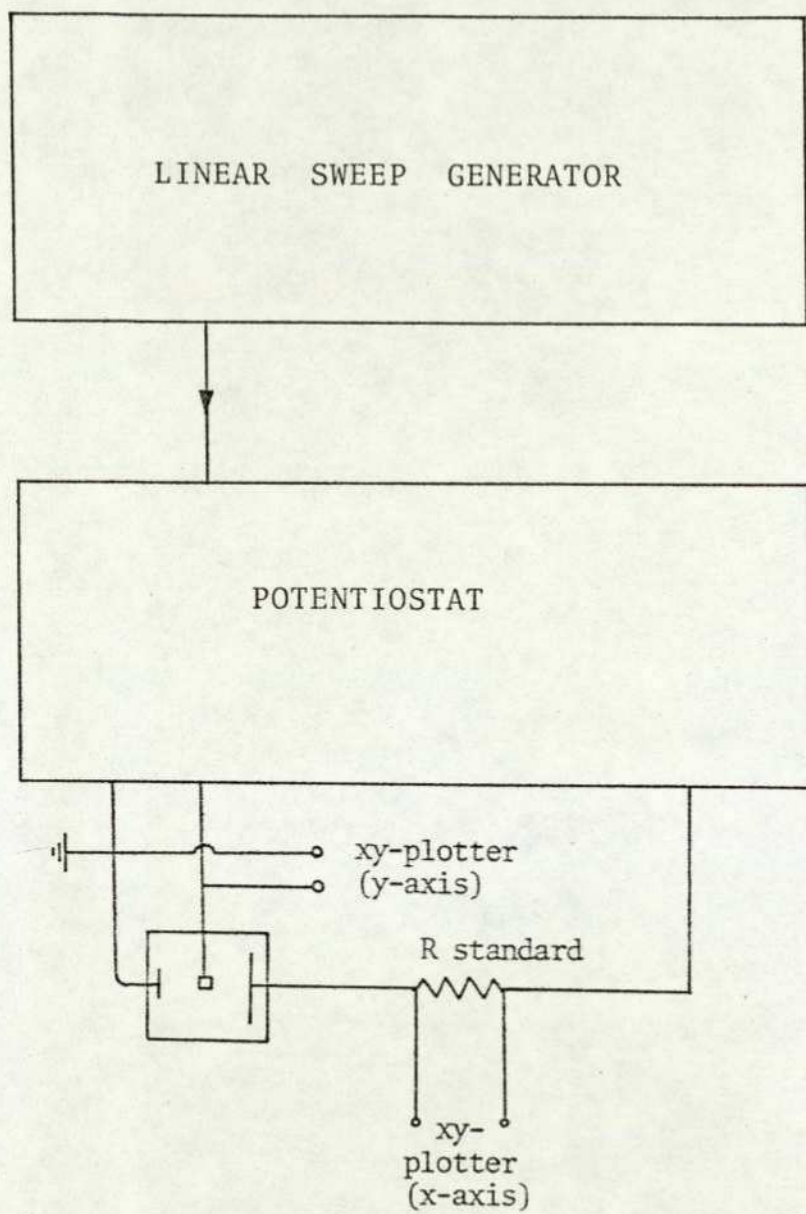 LINEAR SWEEP GENERATOR
POTENTIOSTAT
xy-plotter
(y-axis)
R standard
xy-
plotter
(x-axis)